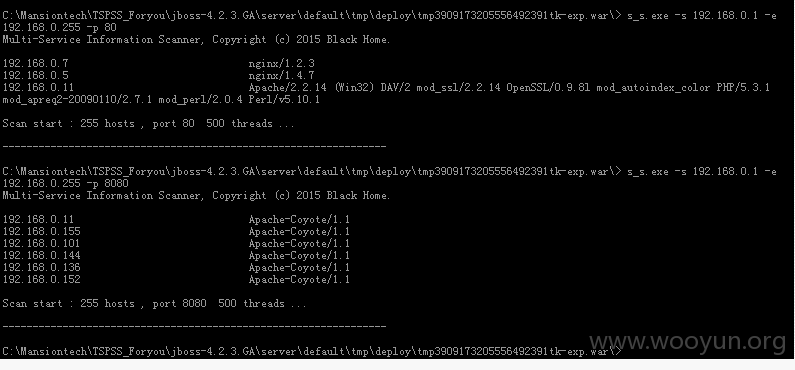 C:\Mansiontech\TSPSS_Foryou\jboss-4.2.3.GA\server\default\tmp\deploy\tmp3909173205556492391tk-exp.war\> s_s.exe -s 192.168.0.1 -e
192.168.0.255 -p 80
Multi-Service Information Scanner, Copyright (c) 2015 Black Home.
192.168.0.7 nginx/1.2.3
192.168.0.5 nginx/1.4.7
192.168.0.11 Apache/2.2.14 (Win32) DAV/2 mod_ssl/2.2.14 OpenSSL/0.9.8l mod_autoindex_color PHP/5.3.1
mod_apreq2-20090110/2.7.1 mod_perl/2.0.4 Perl/v5.10.1
Scan start : 255 hosts , port 80 500 threads ...
----------------------------------------------------------------
C:\Mansiontech\TSPSS_Foryou\jboss-4.2.3.GA\server\default\tmp\deploy\tmp3909173205556492391tk-exp.war\> s_s.exe -s 192.168.0.1 -e
192.168.0.255 -p 8080
Multi-Service Information Scanner, Copyright (c) 2015 Black Home.
192.168.0.11 Apache-Coyote/1.1
192.168.0.155 Apache-Coyote/1.1
192.168.0.101 Apache-Coyote/1.1
192.168.0.144 Apache-Coyote/1.1
192.168.0.136 Apache-Coyote/1.1
192.168.0.152 Apache-Coyote/1.1
Scan start : 255 hosts , port 8080 500 threads ...
----------------------------------------------------------------
C:\Mansiontech\TSPSS_Foryou\jboss-4.2.3.GA\server\default\tmp\deploy\tmp3909173205556492391tk-exp.war\>
www.wooyun.org